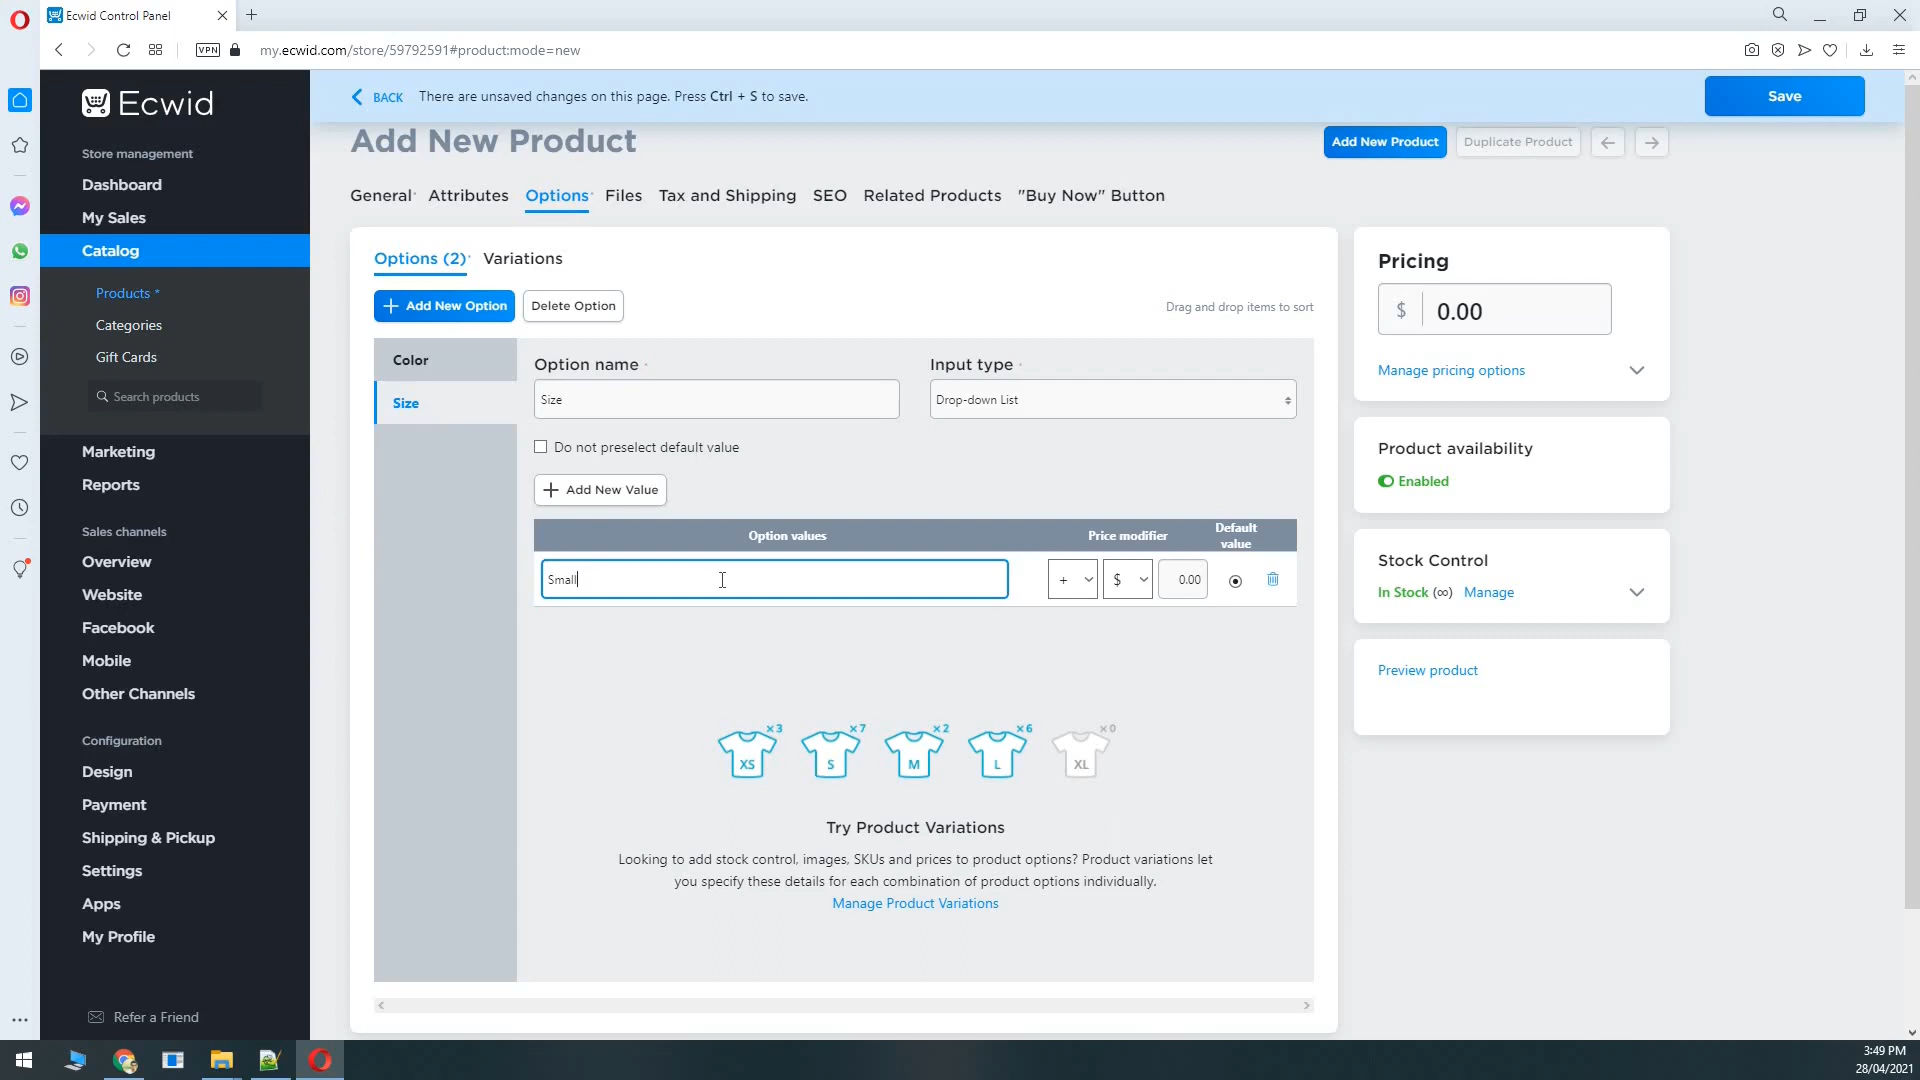 Ecwid Control Panel
VPN
my.ecwid.com/store/59792591#product:mode=new
Ecwid
BACK
There are unsaved changes on this page. Press Ctrl + S to save.
Save
Add New Product
Add New Product
Duplicate Product
Store management
Dashboard
My Sales
Catalog
Products *
Categories
Gift Cards
Search products
Marketing
Reports
Sales channels
Overview
Website
Facebook
Mobile
Other Channels
Configuration
Design
Payment
Shipping & Pickup
Settings
Apps
My Profile
Refer a Friend
General Attributes Options Files Tax and Shipping SEO Related Products "Buy Now" Button
Options (2) Variations
+ Add New Option
Delete Option
Drag and drop items to sort
Color
Size
Option name
Input type
Size
Drop-down List
Do not preselect default value
+ Add New Value
Option values
Price modifier
Default
value
Small
+
$
0.00
×3 ×7 ×2 ×6 ×0
XS S M L XL
Try Product Variations
Looking to add stock control, images, SKUs and prices to product options? Product variations let
you specify these details for each combination of product options individually.
Manage Product Variations
Pricing
$ 0.00
Manage pricing options
Product availability
Enabled
Stock Control
In Stock (∞) Manage
Preview product
3:49 PM
28/04/2021